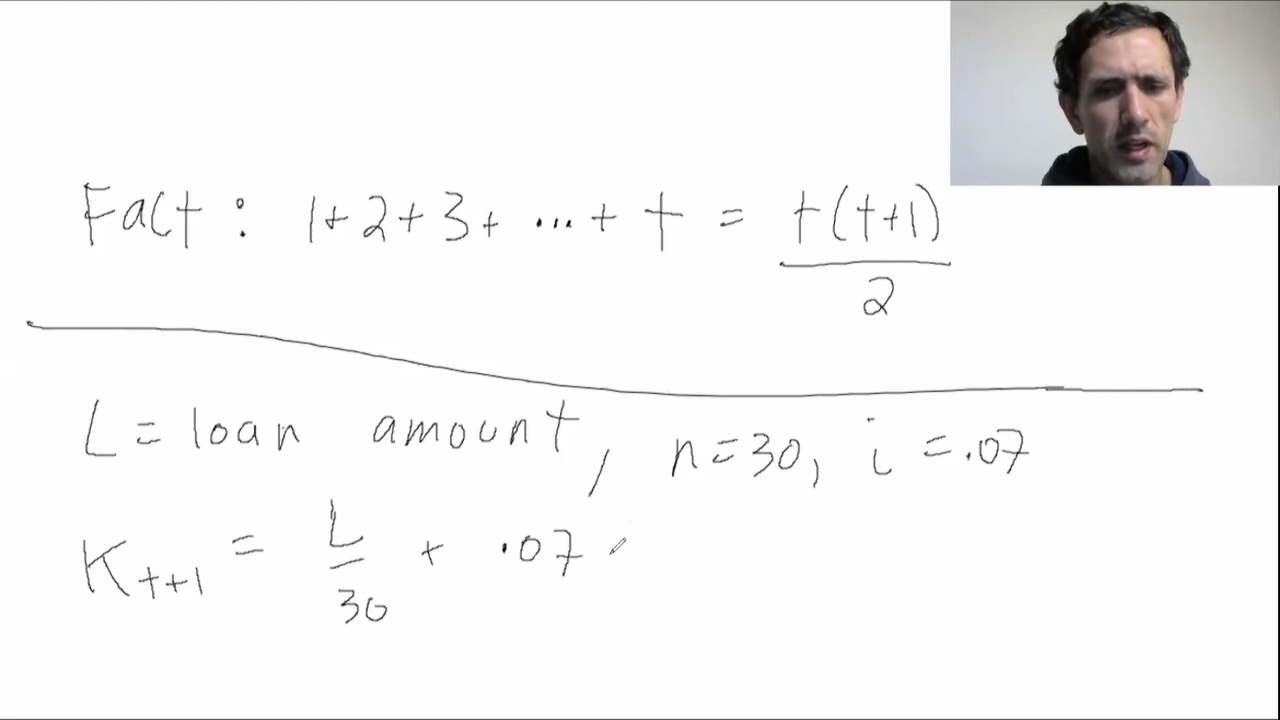 Fact: 1+2+3+ ... + t = t(t+1)
2
L = loan amount, n=30, i = .07
K_{t+1} = L/30 + .07